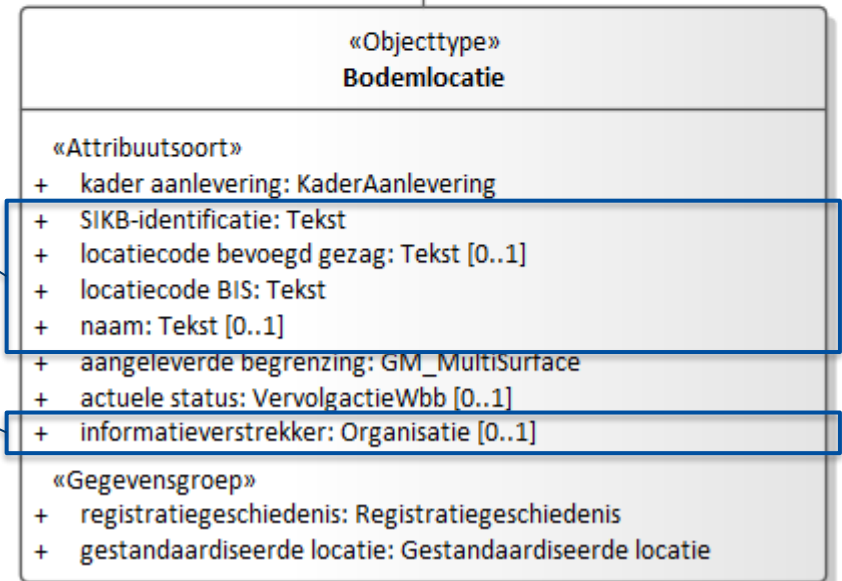 «Objecttype»
Bodemlocatie
«Attribuutsoort»
+ kader aanlevering: KaderAanlevering
+ SIKB-identificatie: Tekst
+ locatiecode bevoegd gezag: Tekst [0..1]
+ locatiecode BIS: Tekst
+ naam: Tekst [0..1]
+ aangeleverde begrenzing: GM_MultiSurface
+ actuele status: VervolgactieWbb [0..1]
+ informatieverstrekker: Organisatie [0..1]
«Gegevensgroep»
+ registratiegeschiedenis: Registratiegeschiedenis
+ gestandaardiseerde locatie: Gestandaardiseerde locatie